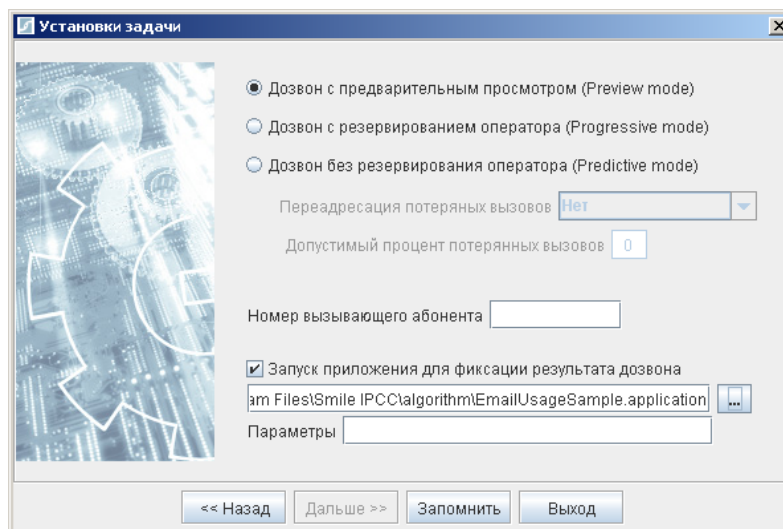 Установки задачи
Дозвон с предварительным просмотром (Preview mode)
Дозвон с резервированием оператора (Progressive mode)
Дозвон без резервирования оператора (Predictive mode)
Переадресация потеряных вызовов Нет
Допустимый процент потерянных вызовов 0
Номер вызывающего абонента
Запуск приложения для фиксации результата дозвона
am Files\Smile IPCC\algorithm\EmailUsageSample.application ...
Параметры
<< Назад Дальше >> Запомнить Выход